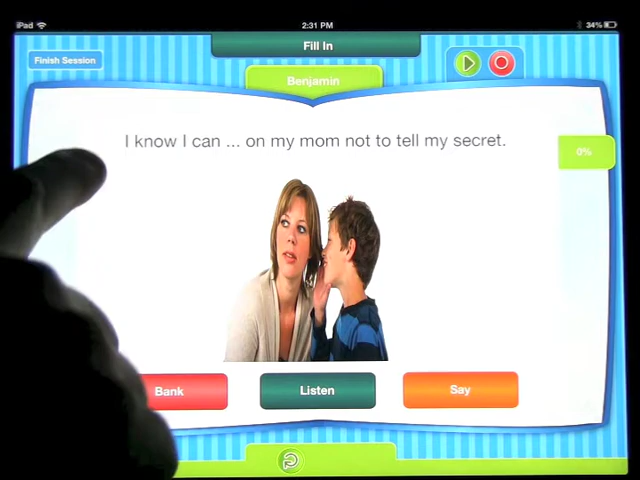 iPad 2:31 PM 34%
Fill In
Finish Session
Benjamin
I know I can ... on my mom not to tell my secret.
0%
Bank Listen Say